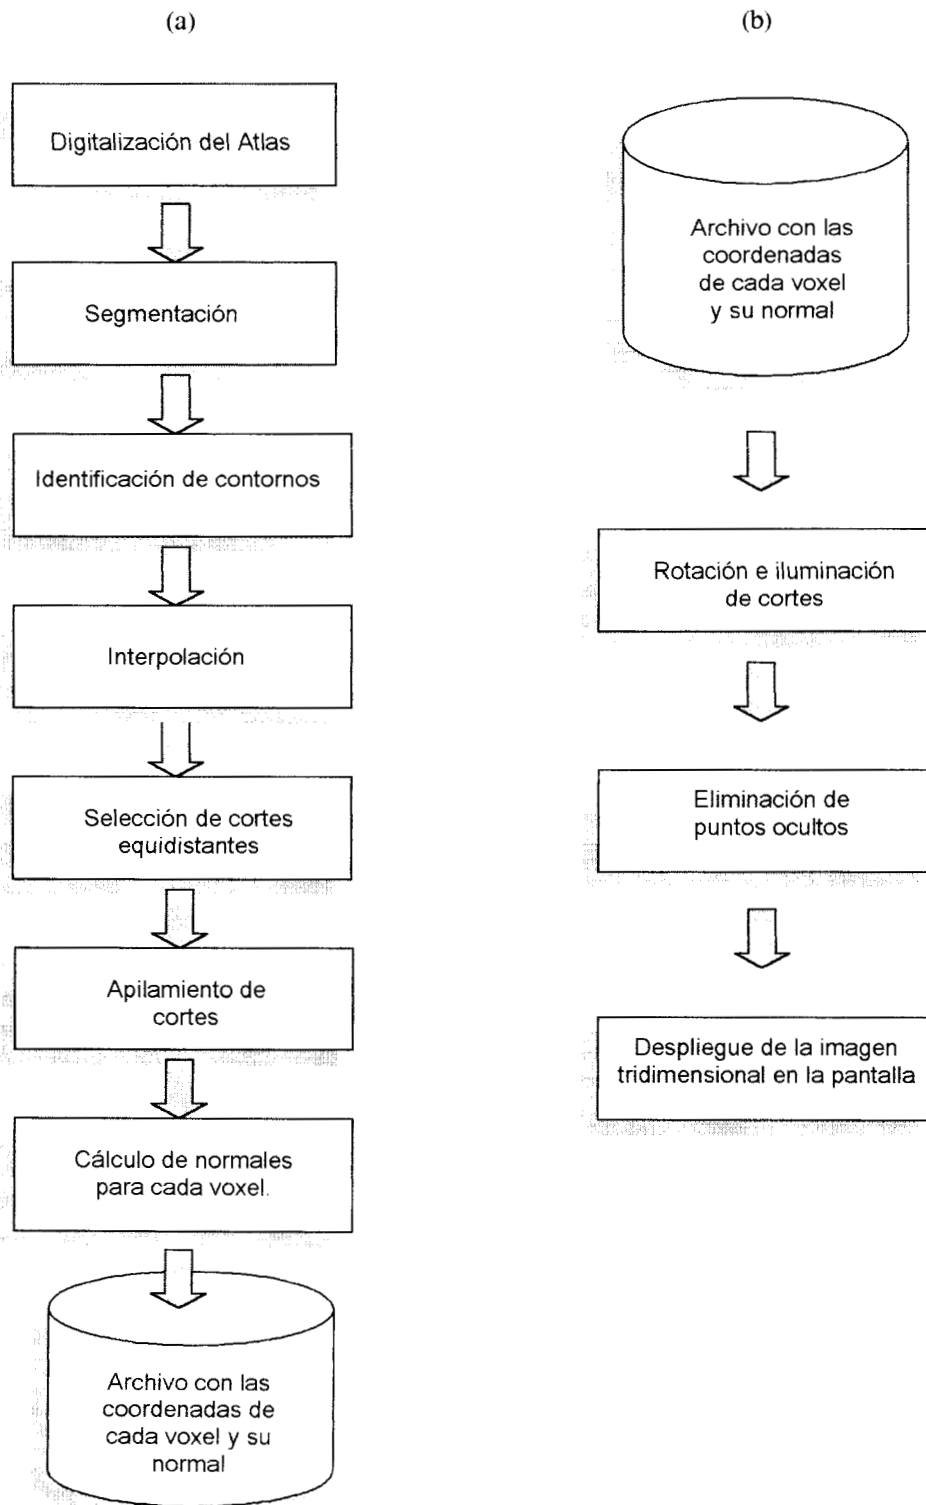 (a)
Digitalización del Atlas
Segmentación
Identificación de contornos
Interpolación
Selección de cortes
equidistantes
Apilamiento de
cortes
Cálculo de normales
para cada voxel.
Archivo con las
coordenadas de
cada voxel y su
normal
(b)
Archivo con las
coordenadas
de cada voxel
y su normal
Rotación e iluminación
de cortes
Eliminación de
puntos ocultos
Despliegue de la imagen
tridimensional en la pantalla